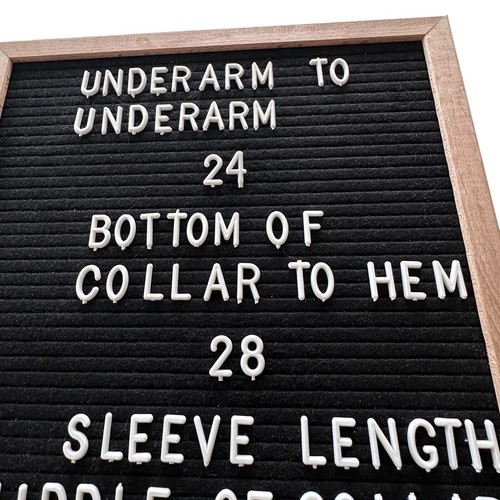 UNDERARM TO
UNDERARM
24
BOTTOM OF
COLLAR TO HEM
28
SLEEVE LENGTH